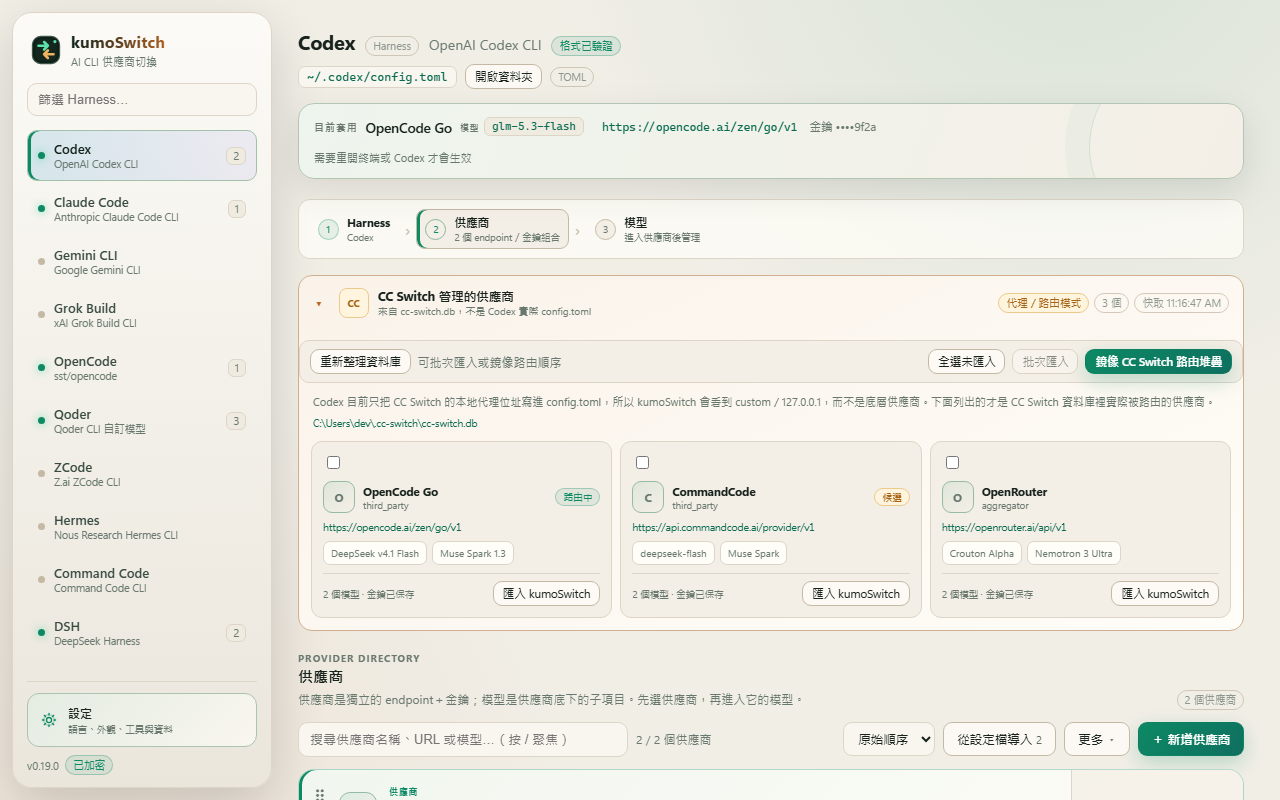 kumoSwitch
AI CLI 供應商切換
篩選 Harness...
Codex
OpenAI Codex CLI
2
Claude Code
Anthropic Claude Code CLI
1
Gemini CLI
Google Gemini CLI
Grok Build
xAI Grok Build CLI
OpenCode
sst/opencode
1
Qoder
Qoder CLI 自訂模型
3
ZCode
Z.ai ZCode CLI
Hermes
Nous Research Hermes CLI
Command Code
Command Code CLI
DSH
DeepSeek Harness
2
設定
語言、外觀、工具與資料
v0.19.0 已加密
Codex Harness OpenAI Codex CLI 格式已驗證
~/.codex/config.toml 開啟資料夾 TOML
目前套用 OpenCode Go 模型 glm-5.3-flash https://opencode.ai/zen/go/v1 金鑰 ••••9f2a
需要重開終端或 Codex 才會生效
1 Harness
Codex
›
2 供應商
2 個 endpoint / 金鑰組合
›
3 模型
進入供應商後管理
▾ CC CC Switch 管理的供應商
來自 cc-switch.db，不是 Codex 實際 config.toml
代理 / 路由模式 3 個 快取 11:16:47 AM
重新整理資料庫 可批次匯入或鏡像路由順序 全選未匯入 批次匯入 鏡像 CC Switch 路由堆疊
Codex 目前只把 CC Switch 的本地代理位址寫進 config.toml，所以 kumoSwitch 會看到 custom / 127.0.0.1，而不是底層供應商。下面列出的才是 CC Switch 資料庫裡實際被路由的供應商。
C:\Users\dev\.cc-switch\cc-switch.db
O OpenCode Go
third_party
路由中
https://opencode.ai/zen/go/v1
DeepSeek v4.1 Flash Muse Spark 1.3
2 個模型 · 金鑰已保存 匯入 kumoSwitch
C CommandCode
third_party
候選
https://api.commandcode.ai/provider/v1
deepseek-flash Muse Spark
2 個模型 · 金鑰已保存 匯入 kumoSwitch
O OpenRouter
aggregator
https://openrouter.ai/api/v1
Crouton Alpha Nemotron 3 Ultra
2 個模型 · 金鑰已保存 匯入 kumoSwitch
PROVIDER DIRECTORY
供應商
供應商是獨立的 endpoint + 金鑰；模型是供應商底下的子項目。先選供應商，再進入它的模型。
2 個供應商
搜尋供應商名稱、URL 或模型…（按 / 聚焦） 2 / 2 個供應商 原始順序 從設定檔導入 2 更多 · + 新增供應商
供應商